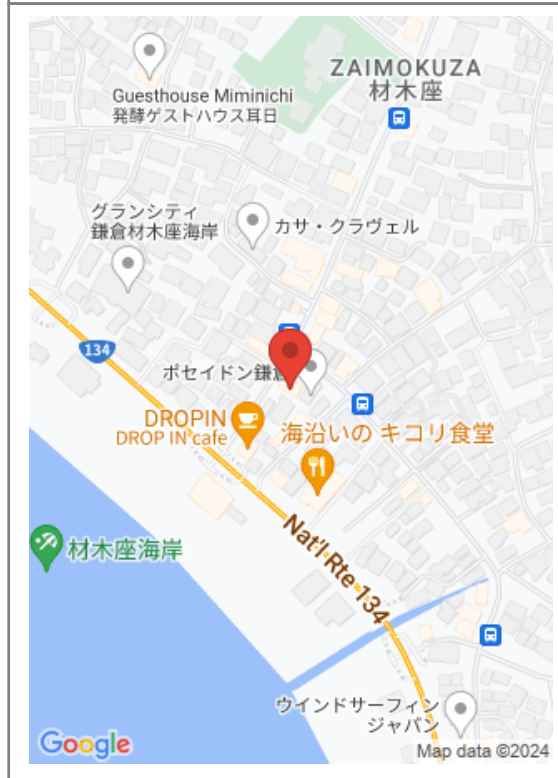 ZAIMOKUZA
材木座
Guesthouse Miminichi
発酵ゲストハウス耳日
グランシティ
鎌倉材木座海岸
カサ・クラヴェル
134
ポセイドン鎌倉
DROPIN
DROP IN cafe
海沿いの キコリ食堂
Nat'l Rte 134
材木座海岸
ウインドサーフィン
ジャパン
Google
Map data ©2024